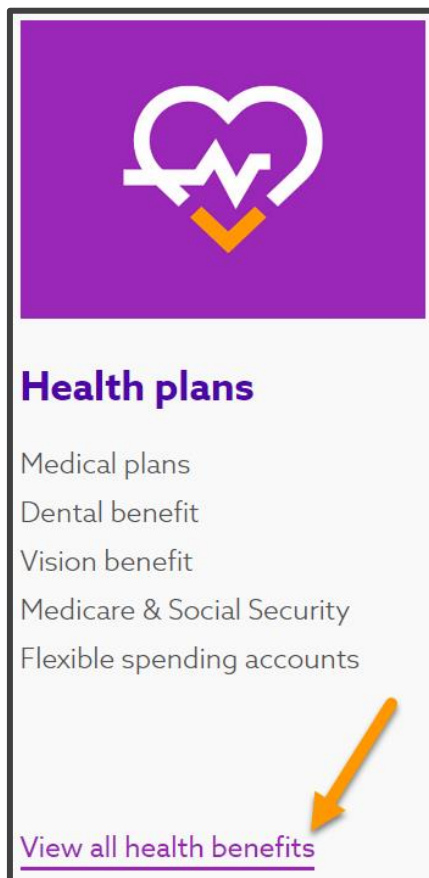 Health plans
Medical plans
Dental benefit
Vision benefit
Medicare & Social Security
Flexible spending accounts
View all health benefits